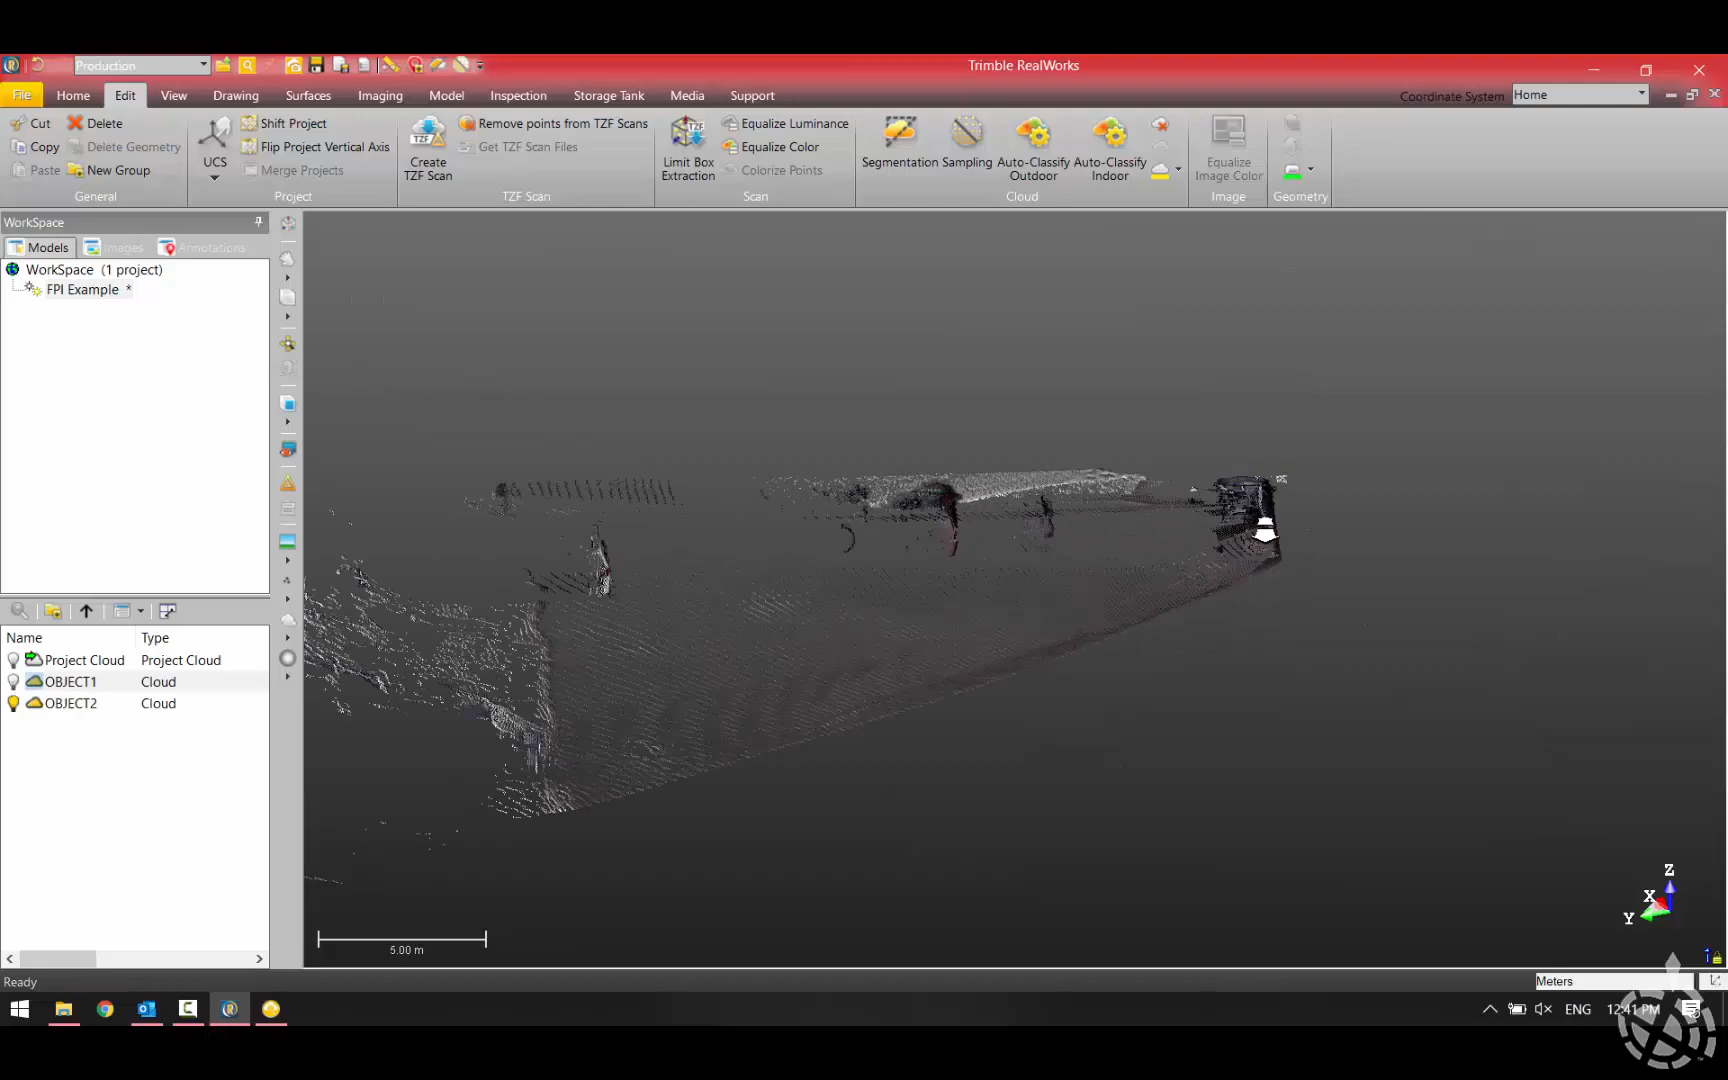 Production
Trimble RealWorks
File Home Edit View Drawing Surfaces Imaging Model Inspection Storage Tank Media Support
Coordinate System Home
Cut Delete
Copy Delete Geometry
Paste New Group
General
UCS
Shift Project
Flip Project Vertical Axis
Merge Projects
Project
Create TZF Scan
Remove points from TZF Scans
Get TZF Scan Files
TZF Scan
Limit Box Extraction
Equalize Luminance
Equalize Color
Colorize Points
Scan
Segmentation Sampling Auto-Classify Outdoor Auto-Classify Indoor
Cloud
Equalize Image Color
Image
Geometry
WorkSpace
Models Images Annotations
WorkSpace (1 project)
FPI Example *
Name Type
Project Cloud Project Cloud
OBJECT1 Cloud
OBJECT2 Cloud
5.00 m
Z
X
Y
Ready
Meters
ENG 12:41 PM